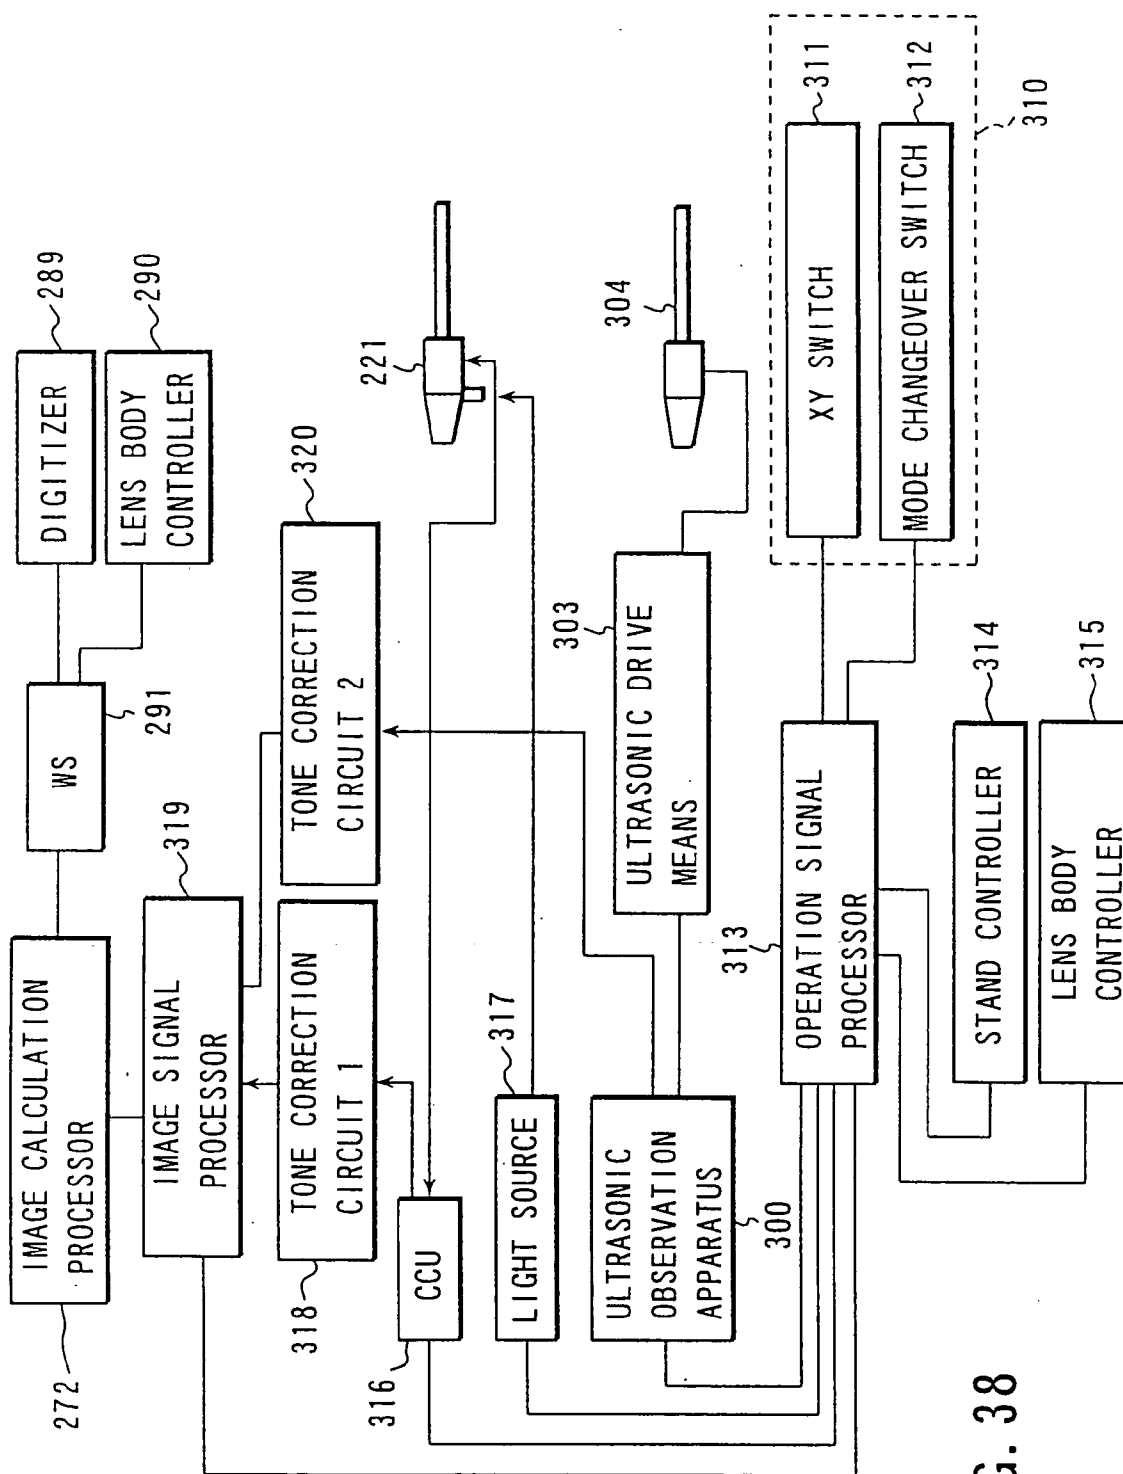 272
IMAGE CALCULATION
PROCESSOR
WS
291
DIGITIZER
289
LENS BODY
CONTROLLER
290
IMAGE SIGNAL
PROCESSOR
319
318
TONE CORRECTION
CIRCUIT 1
TONE CORRECTION
CIRCUIT 2
320
316
CCU
221
LIGHT SOURCE
317
ULTRASONIC
OBSERVATION
APPARATUS
300
ULTRASONIC DRIVE
MEANS
303
304
OPERATION SIGNAL
PROCESSOR
313
XY SWITCH
311
MODE CHANGEOVER SWITCH
312
310
STAND CONTROLLER
314
LENS BODY
CONTROLLER
315
G. 38